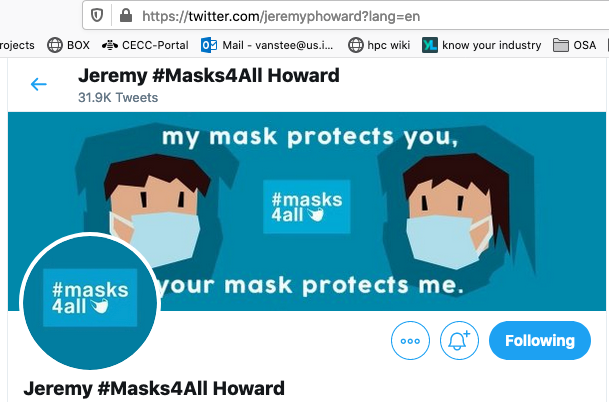 https://twitter.com/jeremyphoward?lang=en
rojects BOX CECC-Portal Mail - vanstee@us.i... hpc wiki YL know your industry OSA
Jeremy #Masks4All Howard
31.9K Tweets
my mask protects you,
#masks
4all
your mask protects me.
#masks
4all
Following
Jeremy #Masks4All Howard